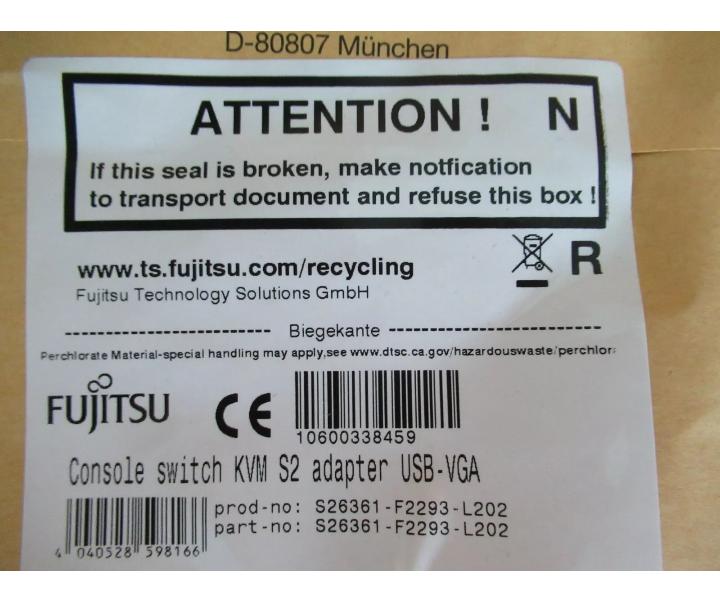 D-80807 München
ATTENTION ! N
If this seal is broken, make notfication
to transport document and refuse this box !
www.ts.fujitsu.com/recycling R
Fujitsu Technology Solutions GmbH
Biegekante
Perchlorate Material-special handling may apply,see www.dtsc.ca.gov/hazardouswaste/perchlor
FUJITSU CE
10600338459
Console switch KVM S2 adapter USB-VGA
prod-no: S26361-F2293-L202
part-no: S26361-F2293-L202
4 040528 598166